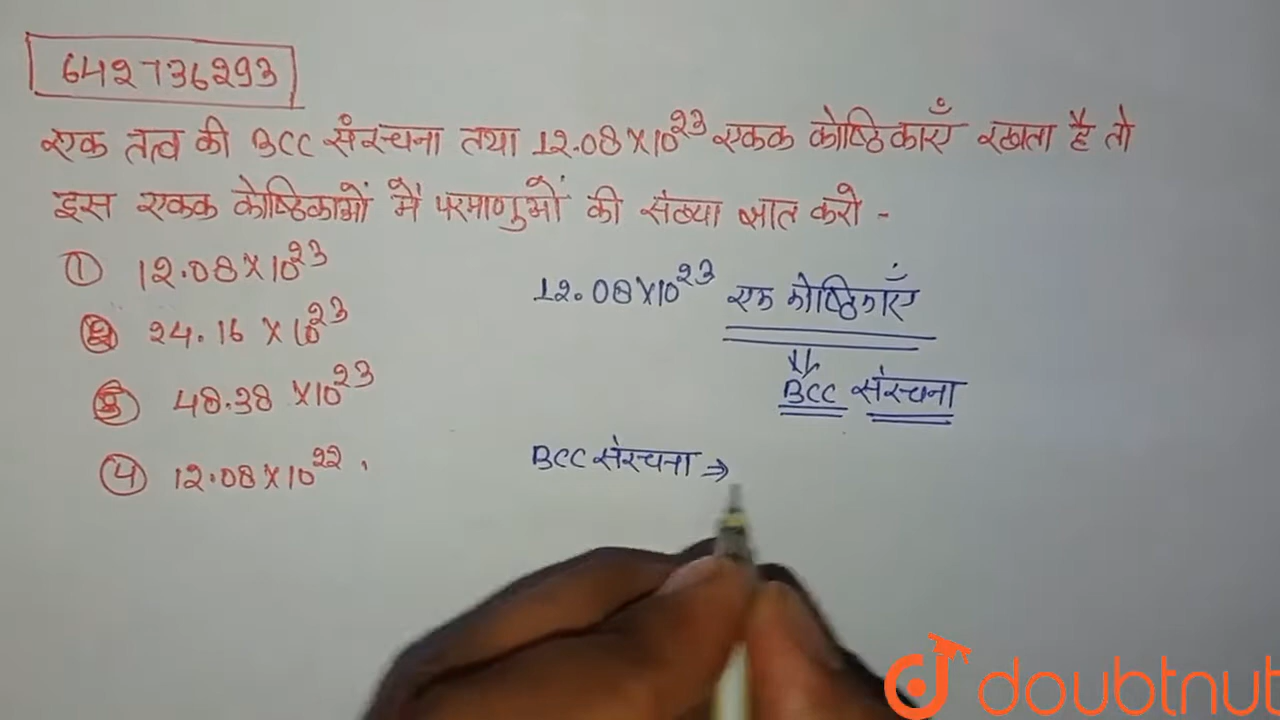 642736293
एक तत्व की BCC संरचना तथा 12.08×10²³ एकक कोष्ठिकाएँ रखता है तो
इस एकक कोष्ठिकाओं में परमाणुओं की संख्या ज्ञात करो -
① 12.08×10²³
② 24.16 ×10²³
③ 48.38 ×10²³
④ 12.08×10²² .
12.08×10²³ एक कोष्ठिकाएँ
BCC संरचना
BCC संरचना ⇒
doubtnut